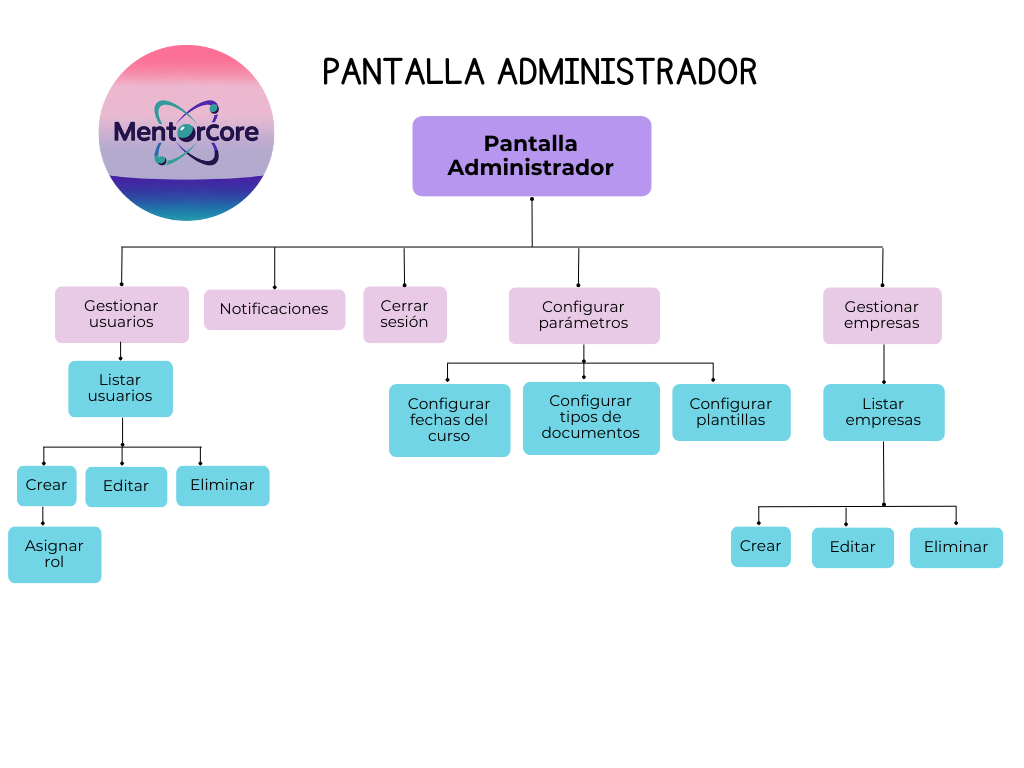 PANTALLA ADMINISTRADOR
MentorCore
Pantalla
Administrador
Gestionar
usuarios
Notificaciones
Cerrar
sesión
Configurar
parámetros
Gestionar
empresas
Listar
usuarios
Configurar
fechas del
curso
Configurar
tipos de
documentos
Configurar
plantillas
Listar
empresas
Crear
Editar
Eliminar
Asignar
rol
Crear
Editar
Eliminar